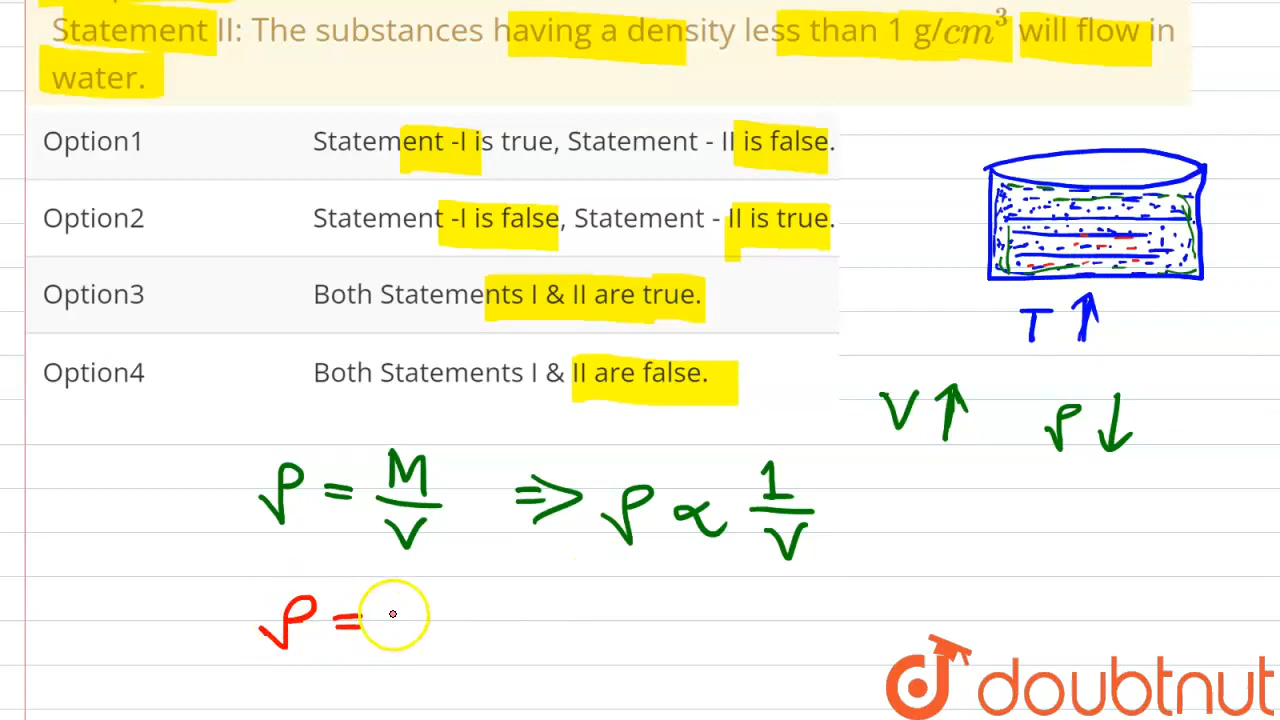 Statement II: The substances having a density less than 1 g/cm³ will flow in
water.
Option1 Statement -I is true, Statement - II is false.
Option2 Statement -I is false, Statement - II is true.
Option3 Both Statements I & II are true.
Option4 Both Statements I & II are false.
T ↑
V ↑ ρ ↓
ρ = M/V ⇒ ρ ∝ 1/V
ρ =
doubtnut